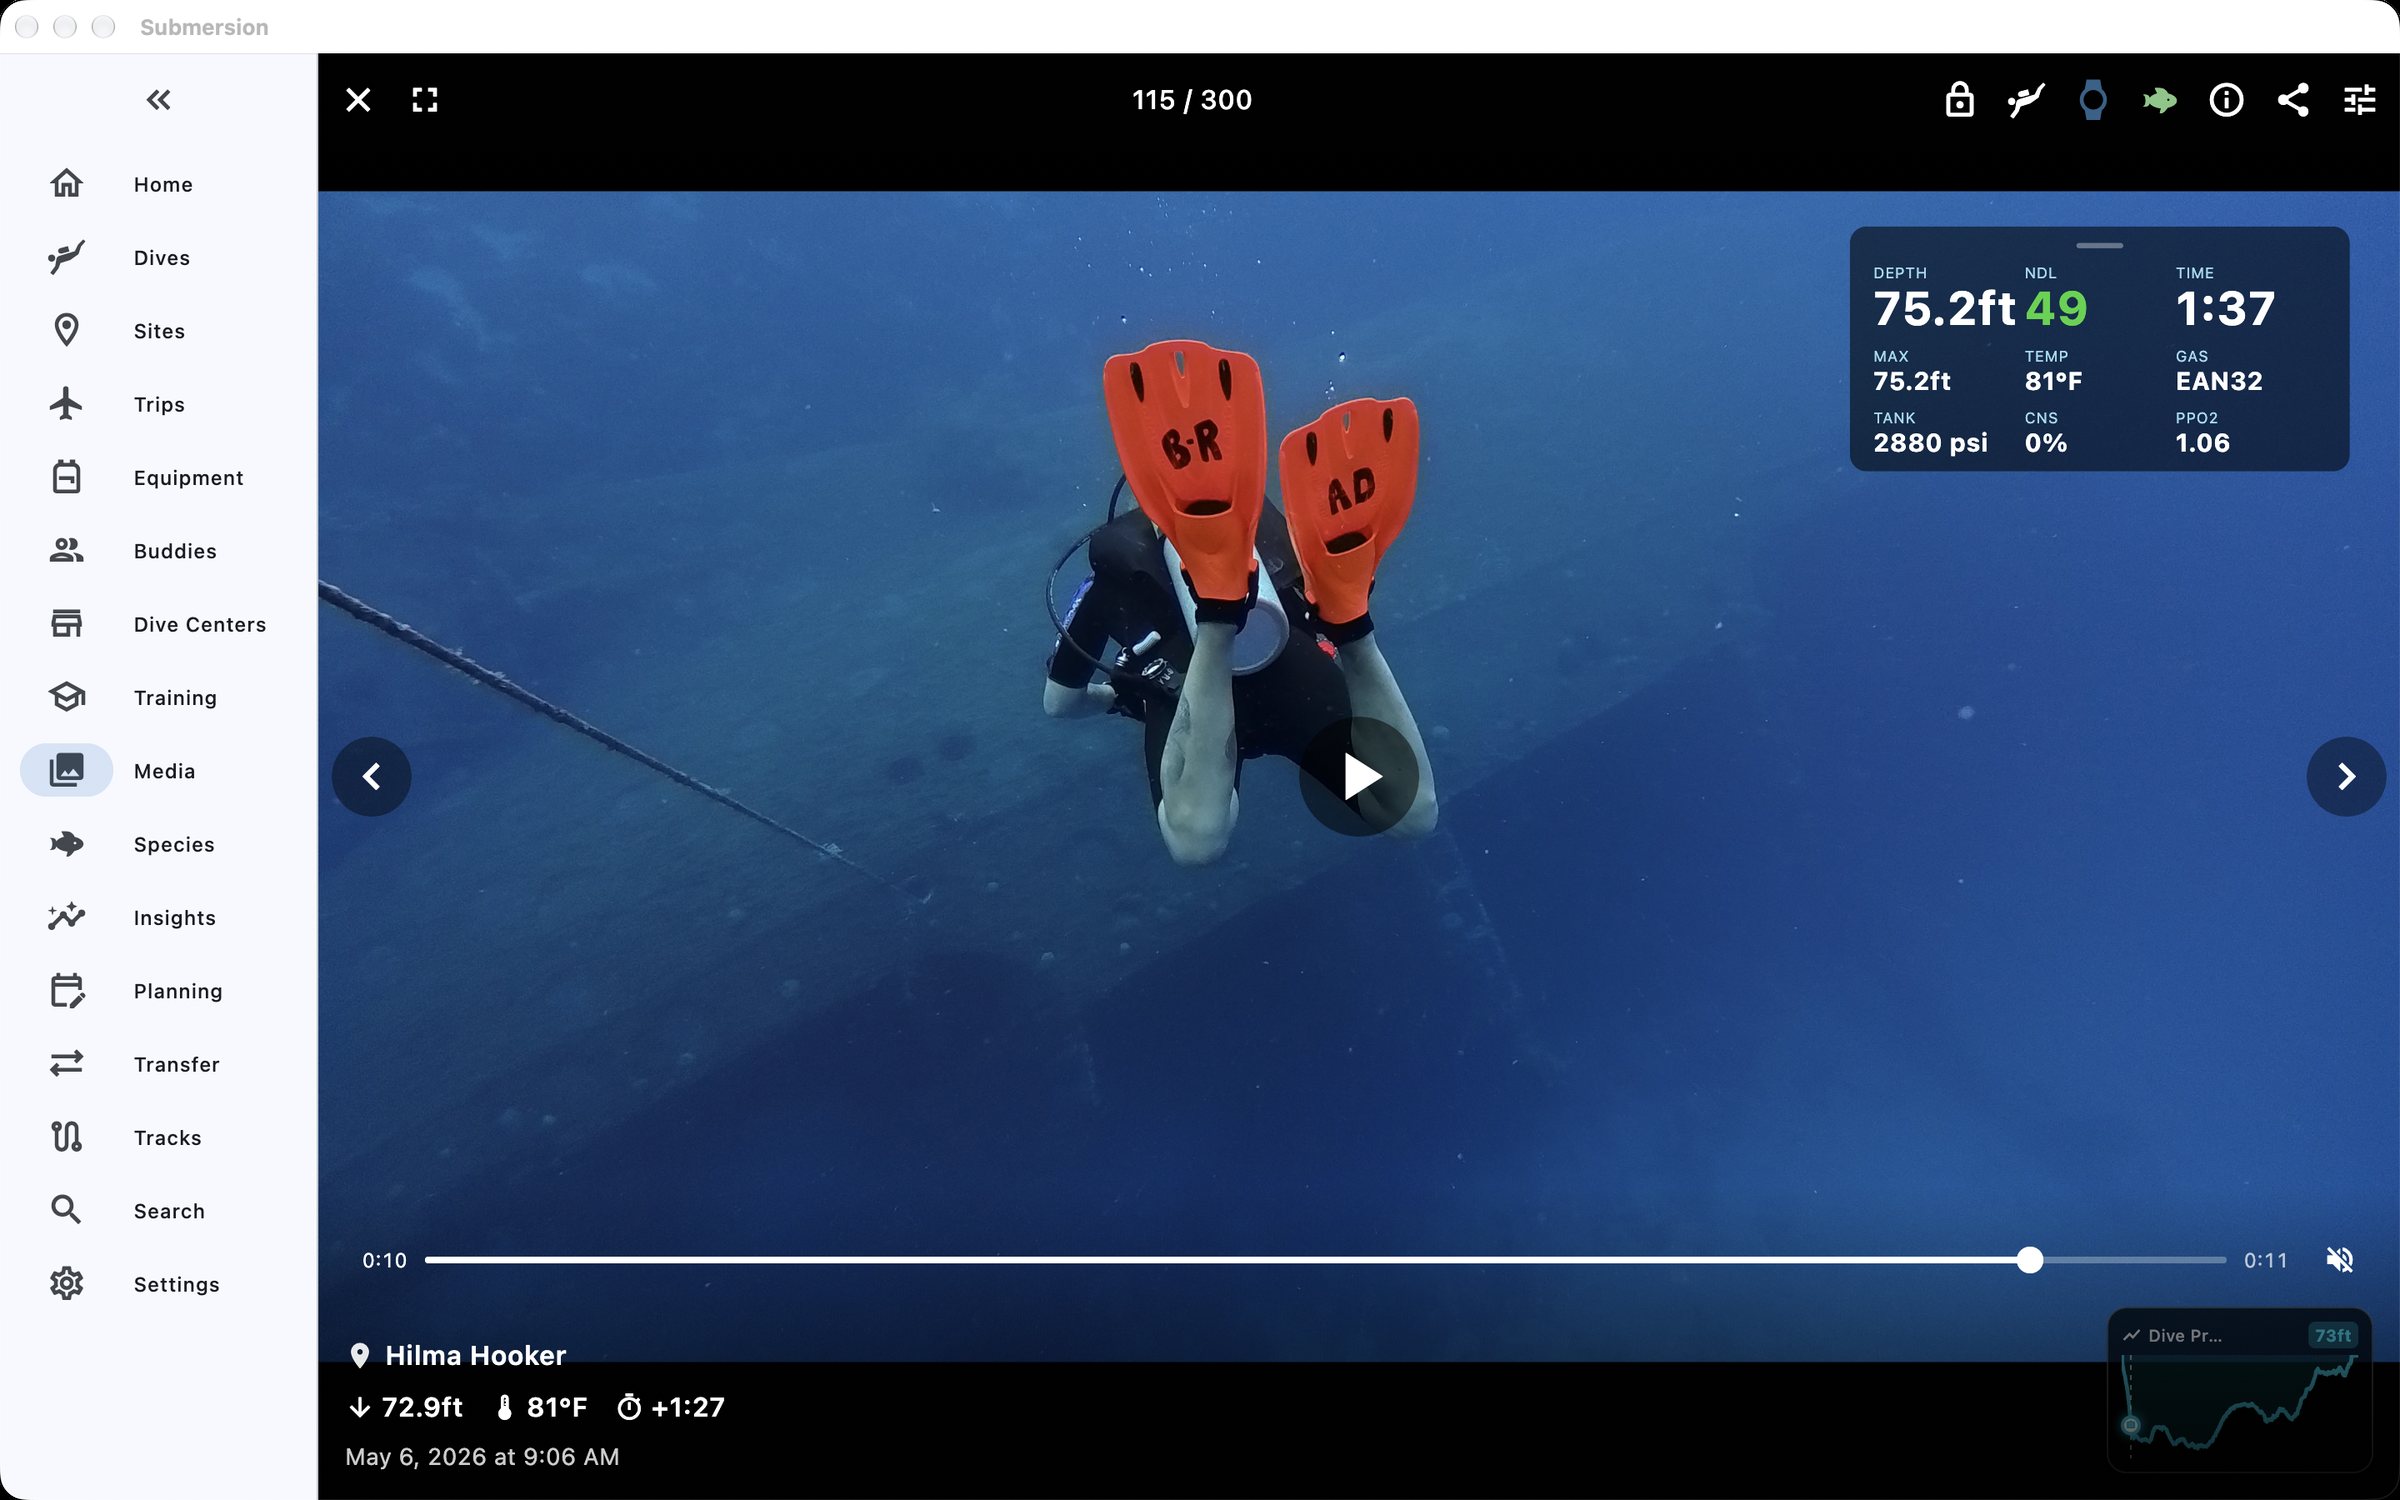 Submersion
115 / 300
Home
Dives
Sites
Trips
Equipment
Buddies
Dive Centers
Training
Media
Species
Insights
Planning
Transfer
Tracks
Search
Settings
DEPTH NDL TIME
75.2ft 49 1:37
MAX TEMP GAS
75.2ft 81°F EAN32
TANK CNS PPO2
2880 psi 0% 1.06
B-R
AD
0:10 0:11
Hilma Hooker
72.9ft 81°F +1:27
May 6, 2026 at 9:06 AM
Dive Pr... 73ft